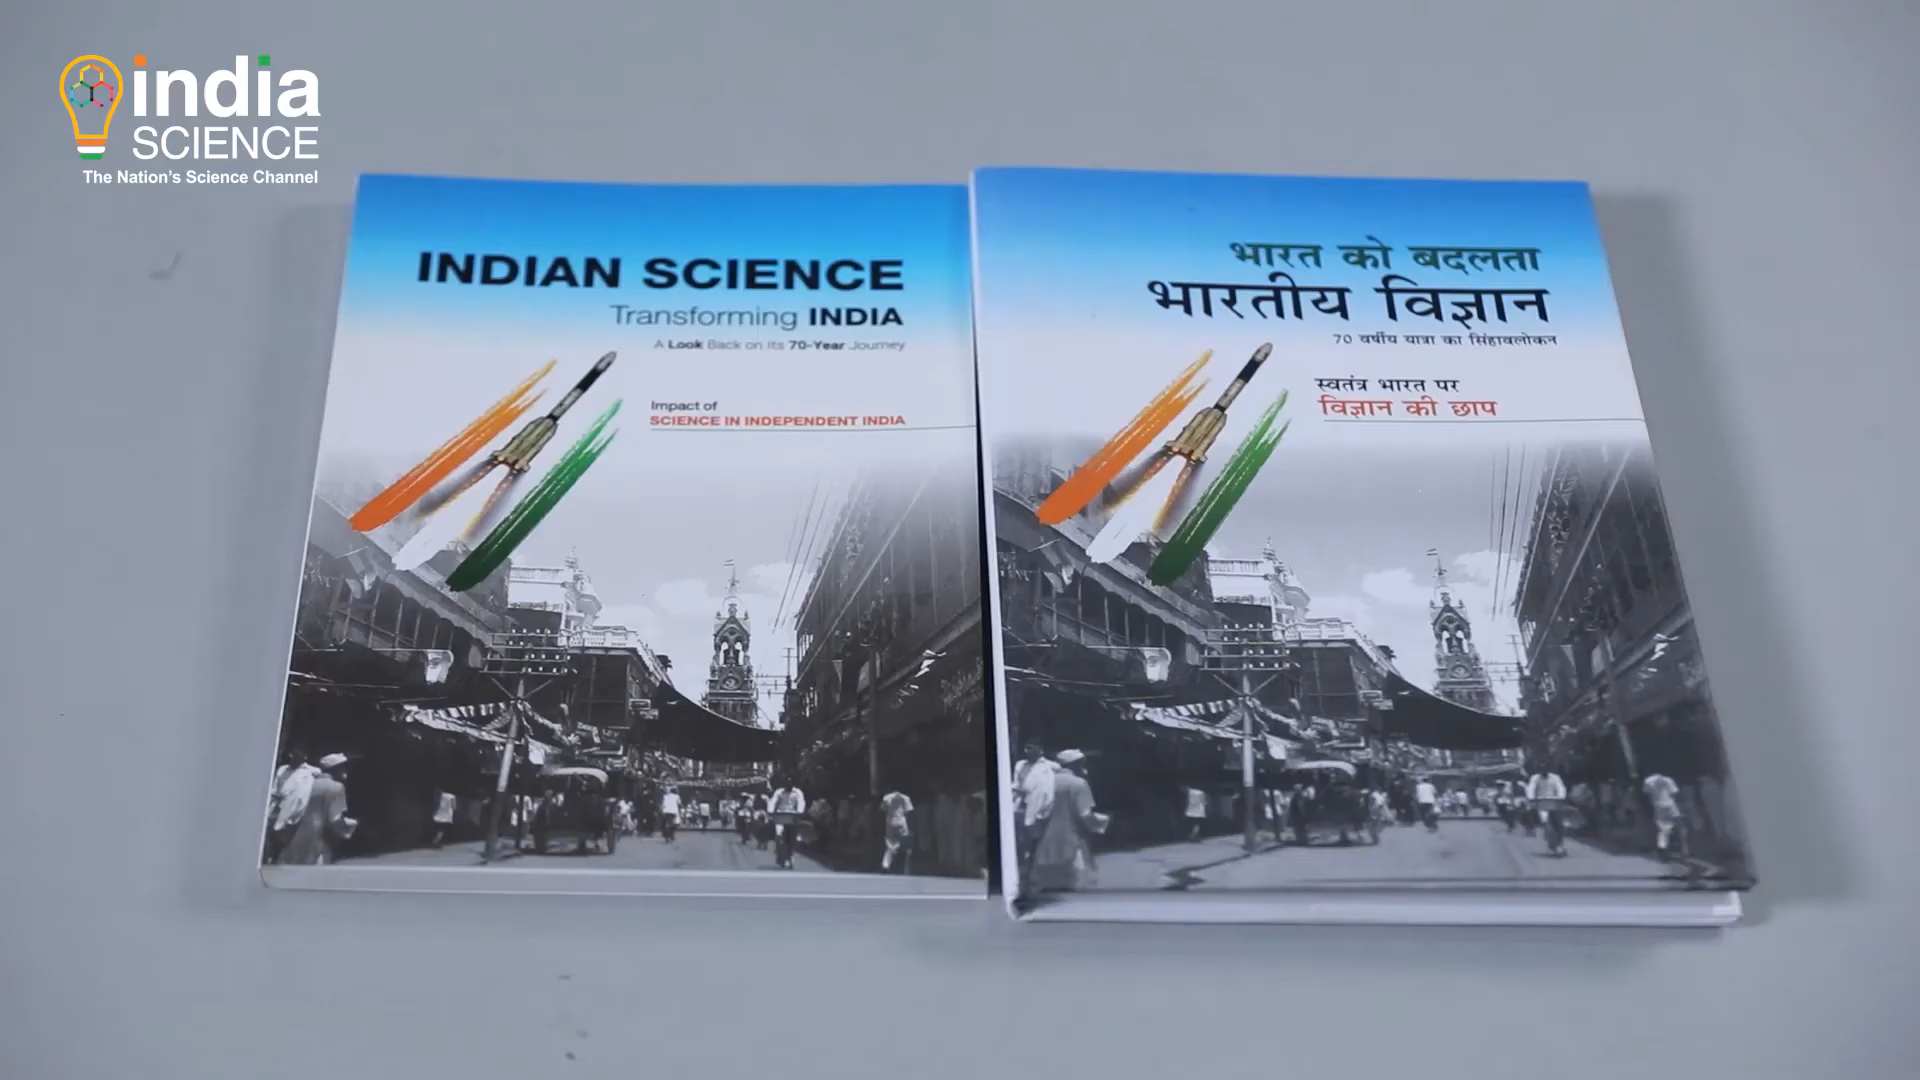 india
SCIENCE
The Nation's Science Channel
INDIAN SCIENCE
Transforming INDIA
A Look Back on Its 70-Year Journey
Impact of
SCIENCE IN INDEPENDENT INDIA
भारत को बदलता
भारतीय विज्ञान
70 वर्षीय यात्रा का सिंहावलोकन
स्वतंत्र भारत पर
विज्ञान की छाप